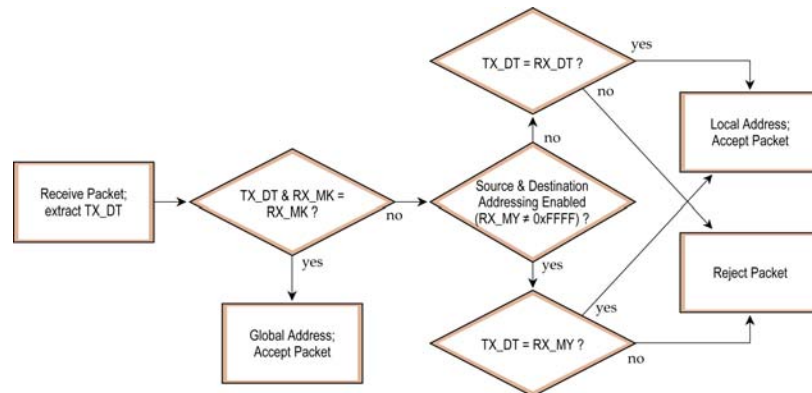 Receive Packet;
extract TX_DT
TX_DT & RX_MK =
RX_MK ?
yes
no
Global Address;
Accept Packet
Source & Destination
Addressing Enabled
(RX_MY ≠ 0xFFFF) ?
no
yes
TX_DT = RX_DT ?
yes
no
TX_DT = RX_MY ?
yes
no
Local Address;
Accept Packet
Reject Packet